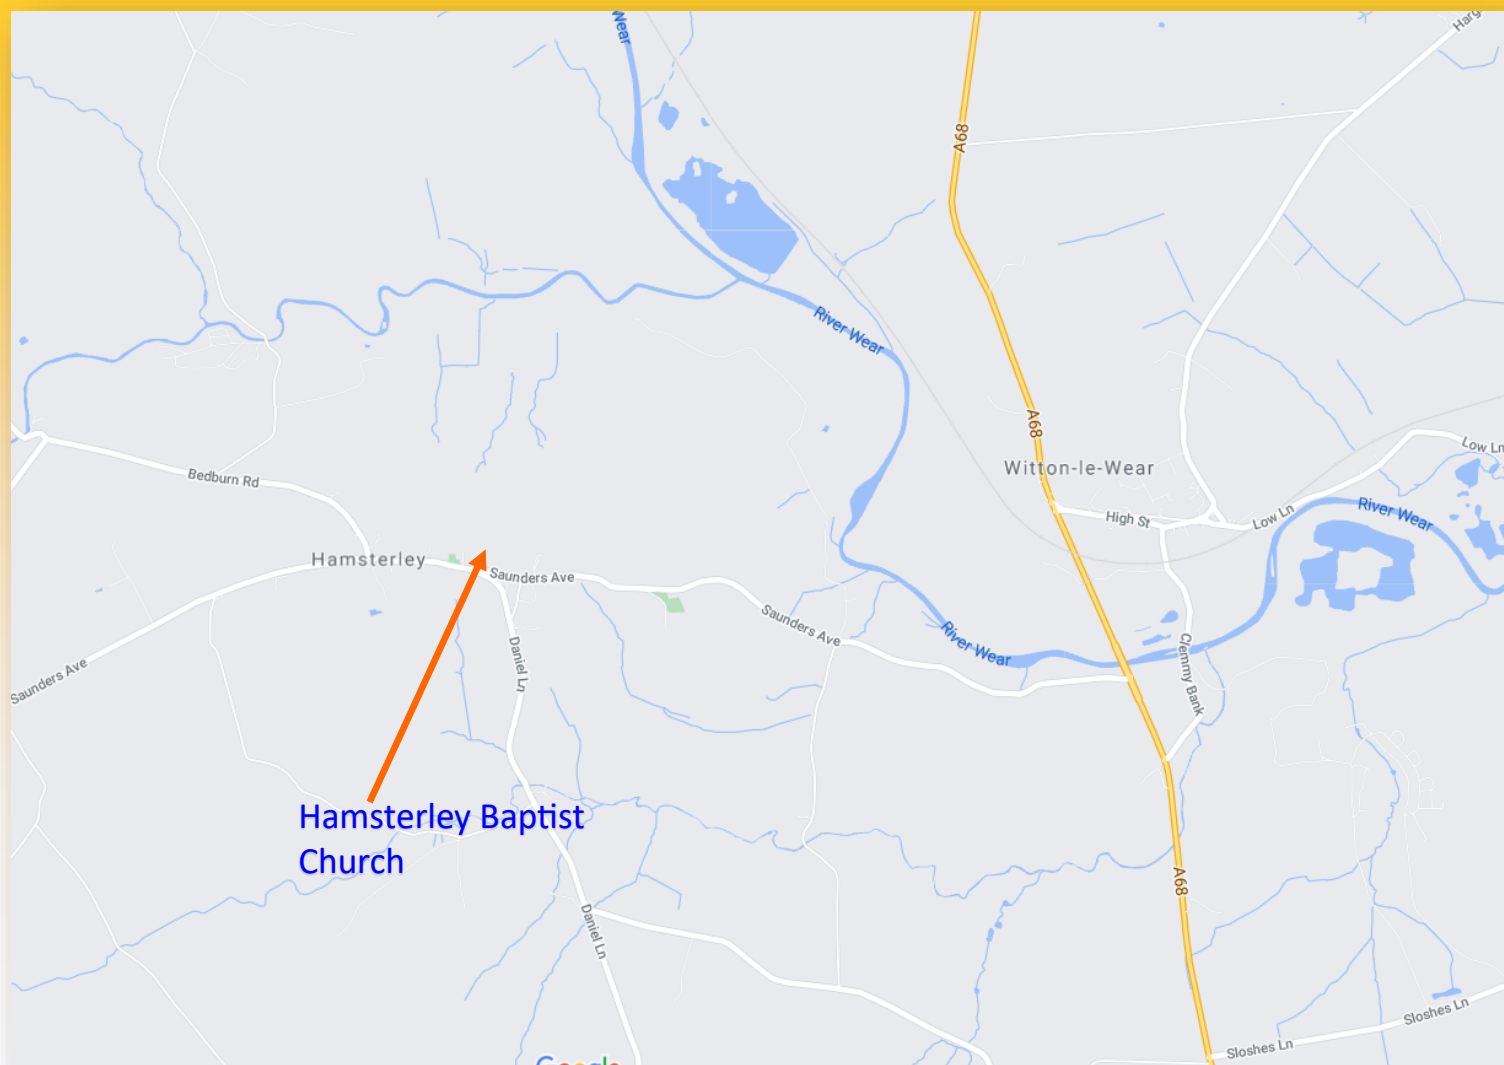 Wear
Harg
A68
River Wear
A68
Low Ln
Witton-le-Wear
Bedburn Rd
High St
Low Ln
River Wear
Hamsterley
Saunders Ave
Saunders Ave
River Wear
Daniel Ln
Clemmy Bank
Saunders Ave
Hamsterley Baptist
Church
A68
Daniel Ln
Sloshes Ln
Sloshes Ln
Google